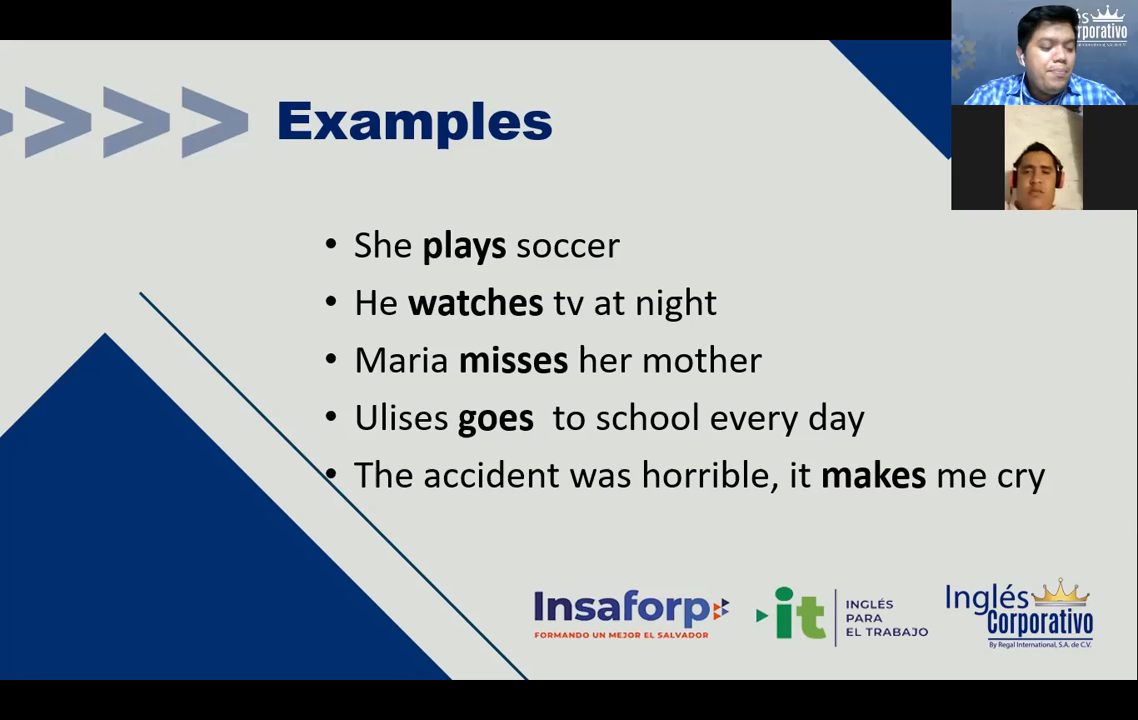 Examples
• She plays soccer
• He watches tv at night
• Maria misses her mother
• Ulises goes  to school every day
• The accident was horrible, it makes me cry
Insaforp
FORMANDO UN MEJOR EL SALVADOR
it
INGLÉS
PARA
EL TRABAJO
Inglés
Corporativo
By Regal International, S.A. de C.V.
és
rporativo